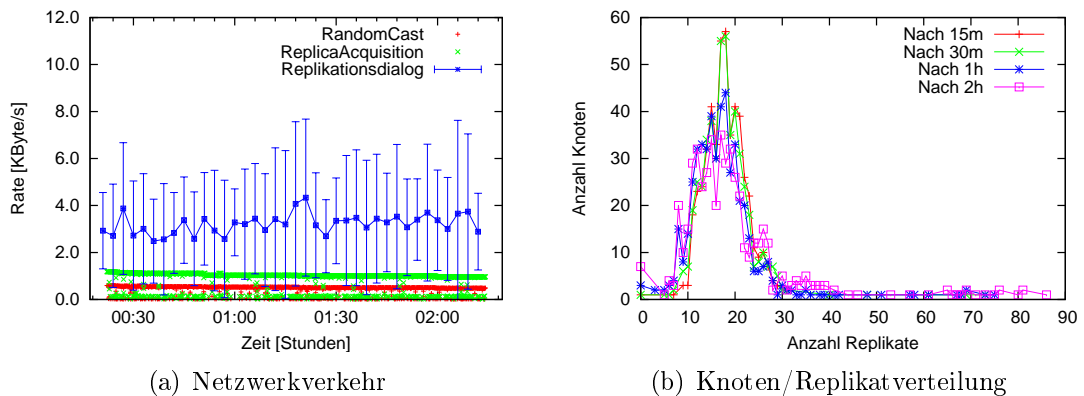 12.0
10.0
8.0
6.0
4.0
2.0
0.0
Rate [KByte/s]
RandomCast
ReplicaAcquisition
Replikationsdialog
00:30
01:00
01:30
02:00
Zeit [Stunden]
(a) Netzwerkverkehr
60
50
40
30
20
10
0
Anzahl Knoten
Nach 15m
Nach 30m
Nach 1h
Nach 2h
0
10
20
30
40
50
60
70
80
90
Anzahl Replikate
(b) Knoten/Replikatverteilung